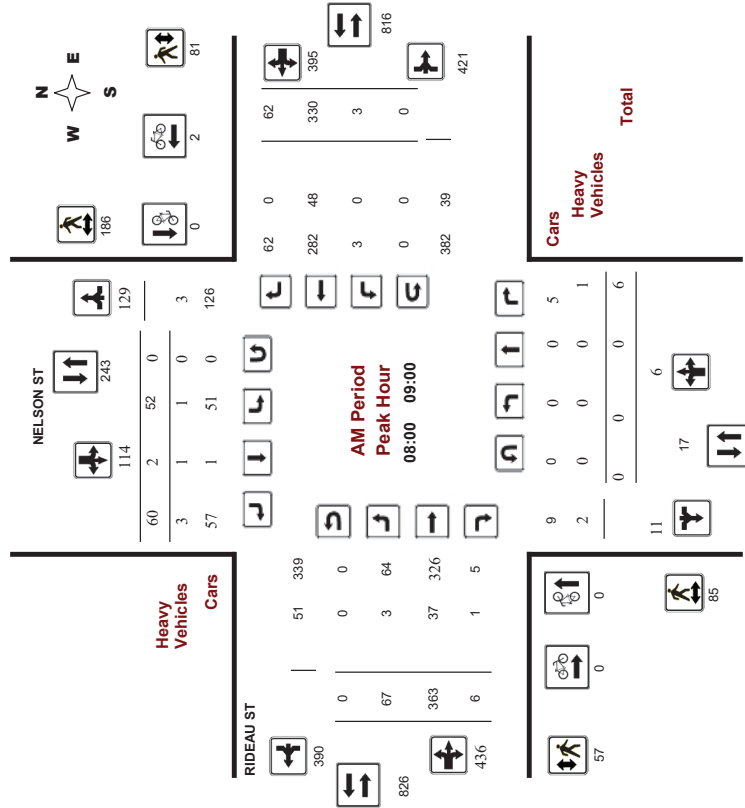 NELSON ST
N
W E
S
186
81
0
2
114
243
129
60 2 52 0
Heavy Vehicles 3 1 1 0 3
Cars 57 1 51 0 126
RIDEAU ST
390
51 339
0 0 0
826
67 3 64
363 37 326
436
6 1 5
AM Period
Peak Hour
08:00 09:00
62 0 62
395
282 48 330
816
3 0 3
0 0 0
382 39
421
Cars
Heavy
Vehicles
Total
9 0 0 0 5
2 0 0 0 1
0 0 0 6
11
17
6
0
0
57
85